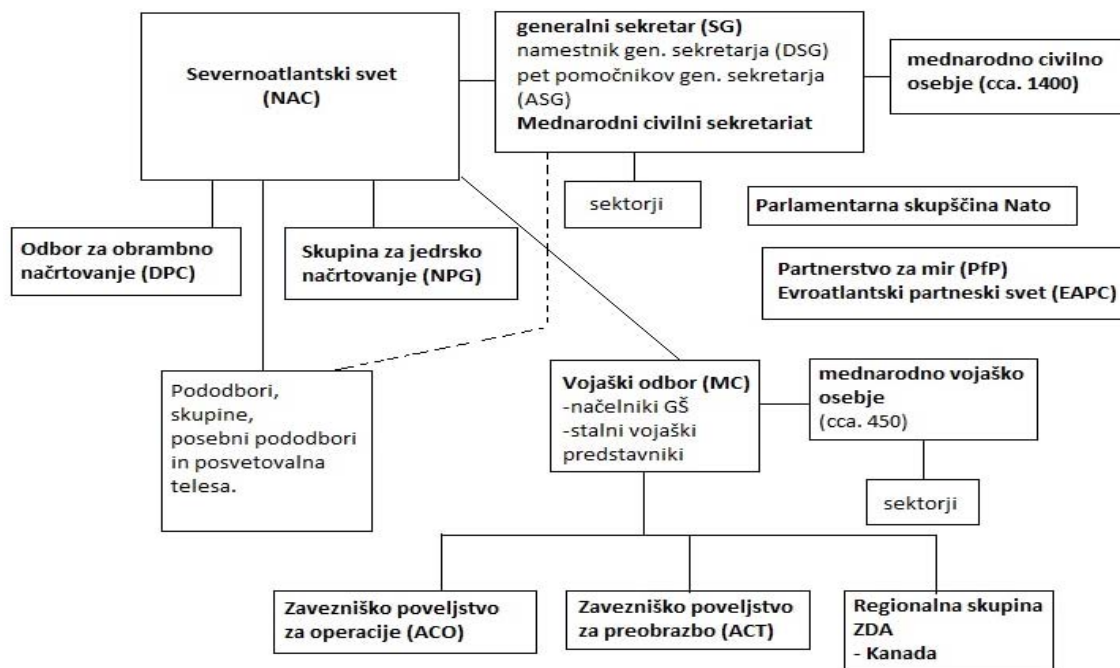 Severnoatlantski svet
(NAC)
generalni sekretar (SG)
namestnik gen. sekretarja (DSG)
pet pomočnikov gen. sekretarja
(ASG)
Mednarodni civilni sekretariat
mednarodno civilno
osebje (cca. 1400)
sektorji
Parlamentarna skupščina Nato
Odbor za obrambno
načrtovanje (DPC)
Skupina za jedrsko
načrtovanje (NPG)
Partnerstvo za mir (PfP)
Evroatlantski partneski svet (EAPC)
Pododbori,
skupine,
posebni pododbori
in posvetovalna
telesa.
Vojaški odbor (MC)
-načelniki GŠ
-stalni vojaški
predstavniki
mednarodno vojaško
osebje
(cca. 450)
sektorji
Zavezniško poveljstvo
za operacije (ACO)
Zavezniško poveljstvo
za preobrazbo (ACT)
Regionalna skupina
ZDA
- Kanada